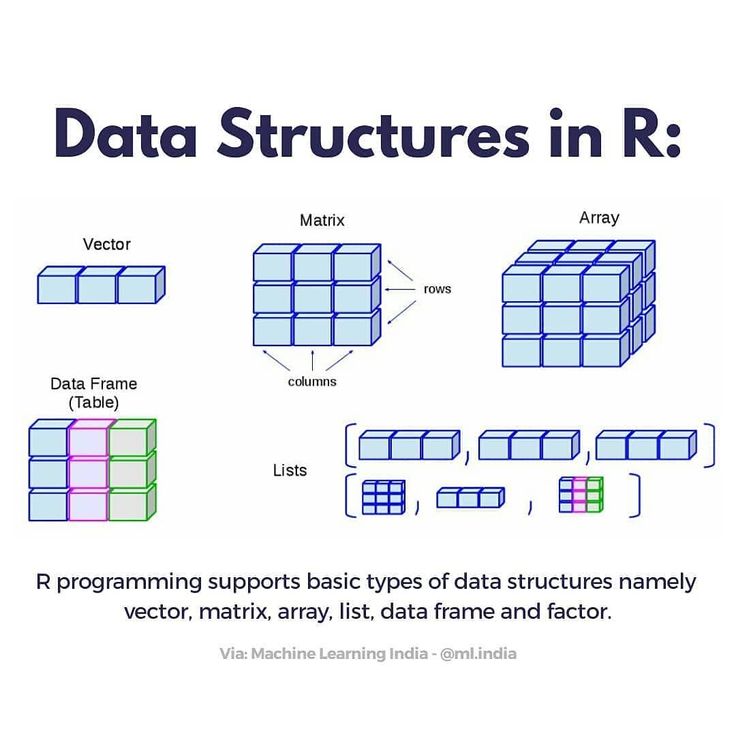 Data Structures in R:
Vector
Matrix
Array
rows
columns
Data Frame
(Table)
Lists
R programming supports basic types of data structures namely
vector, matrix, array, list, data frame and factor.
Via: Machine Learning India - @ml.india